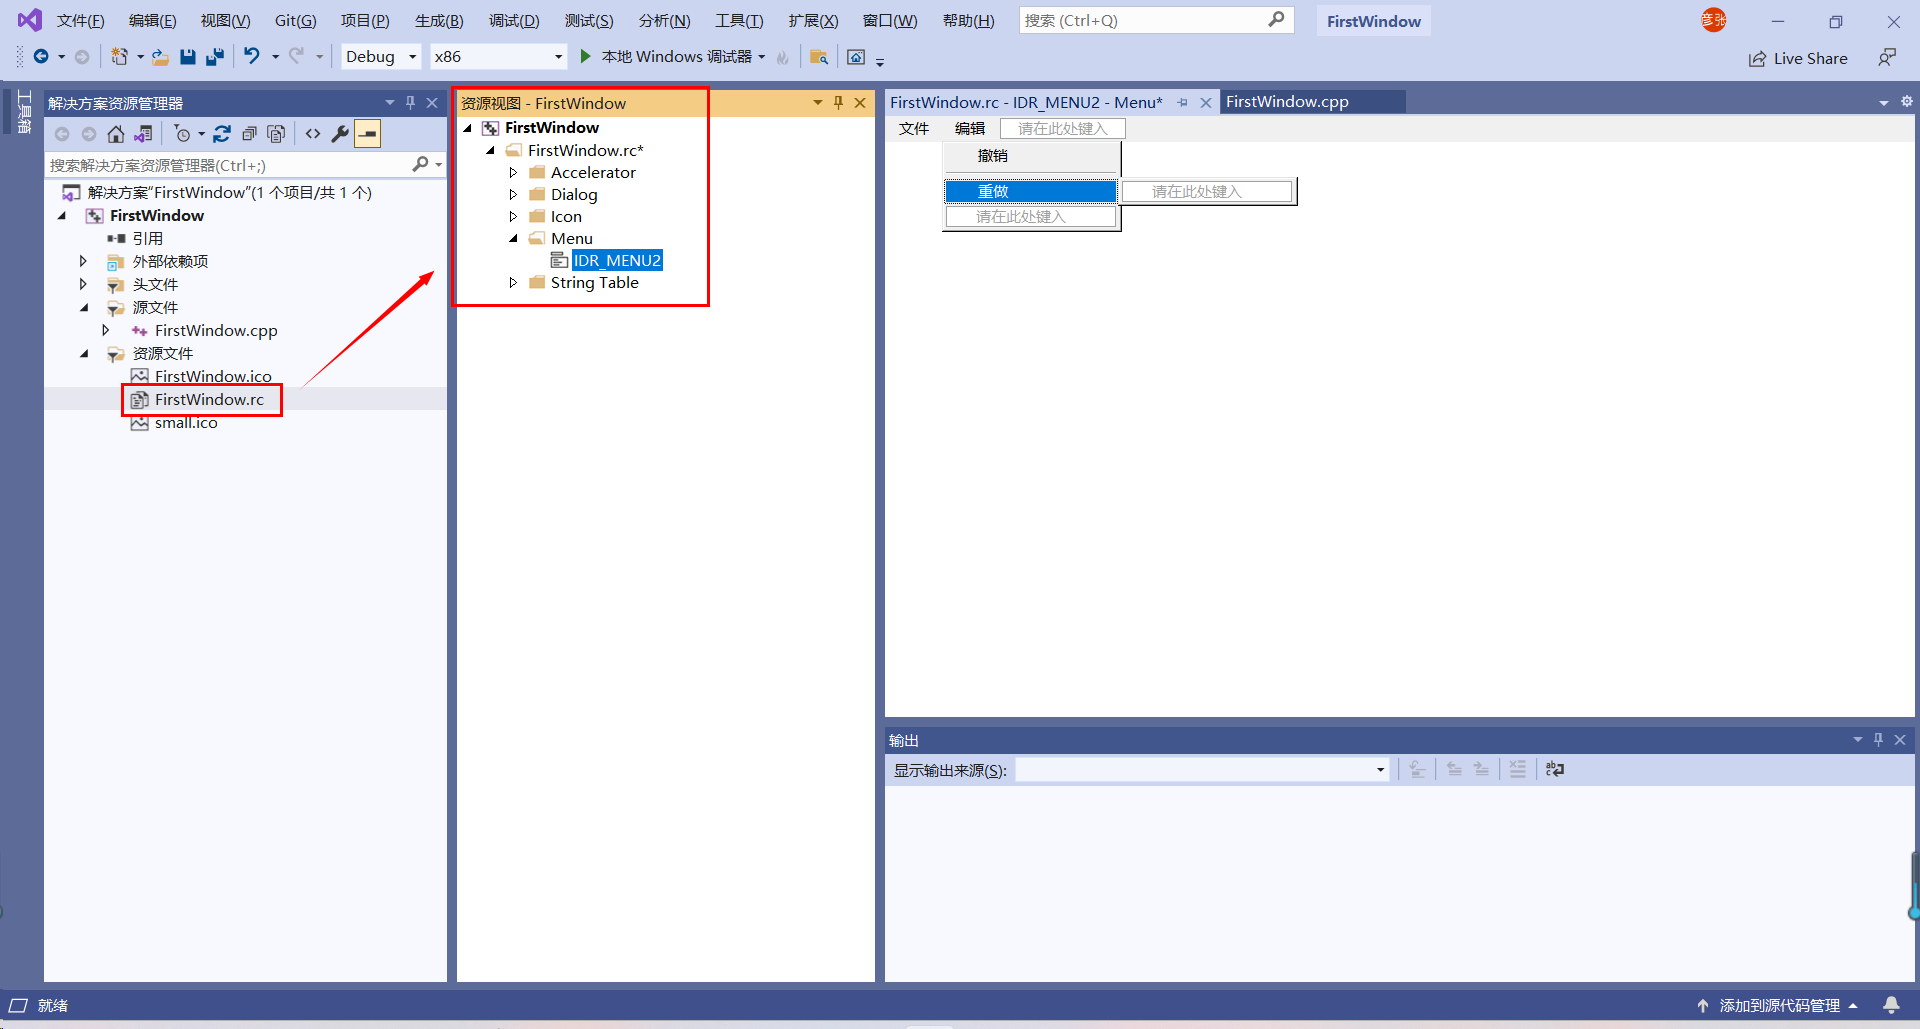 文件(F) 编辑(E) 视图(V) Git(G) 项目(P) 生成(B) 调试(D) 测试(S) 分析(N) 工具(T) 扩展(X) 窗口(W) 帮助(H) 搜索 (Ctrl+Q) FirstWindow 彦张
Debug x86 本地 Windows 调试器 Live Share
工具箱
解决方案资源管理器
搜索解决方案资源管理器(Ctrl+;)
解决方案"FirstWindow"(1 个项目/共 1 个)
FirstWindow
引用
外部依赖项
头文件
源文件
FirstWindow.cpp
资源文件
FirstWindow.ico
FirstWindow.rc
small.ico
资源视图 - FirstWindow
FirstWindow
FirstWindow.rc*
Accelerator
Dialog
Icon
Menu
IDR_MENU2
String Table
FirstWindow.rc - IDR_MENU2 - Menu* FirstWindow.cpp
文件 编辑 请在此处键入
撤销
重做 请在此处键入
请在此处键入
输出
显示输出来源(S):
就绪 添加到源代码管理